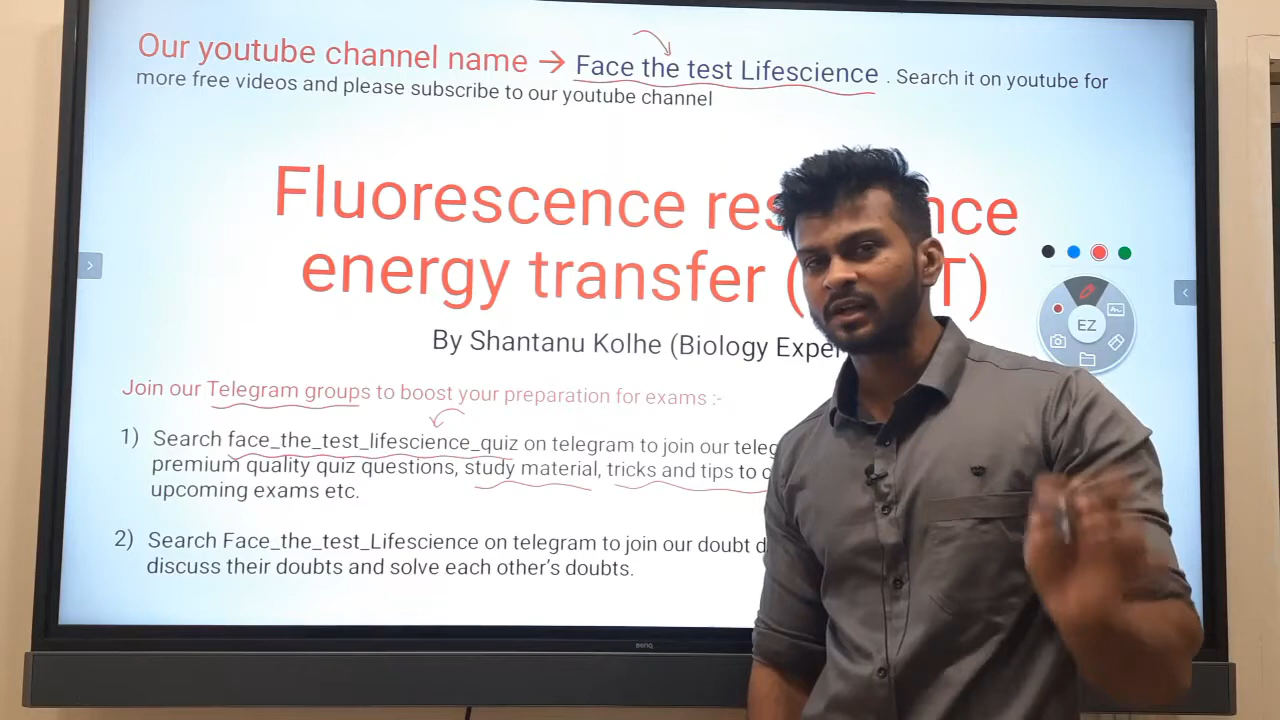 Our youtube channel name → Face the test Lifescience . Search it on youtube for
more free videos and please subscribe to our youtube channel
Fluorescence
energy transfer (
By Shantanu Kolhe (Biology
Join our Telegram groups to boost your preparation for exams :-
1) Search face_the_test_lifescience_quiz on telegram to join our
premium quality quiz questions, study material, tricks and tips to
upcoming exams etc.
2) Search Face_the_test_Lifescience on telegram to join our doubt
discuss their doubts and solve each other's doubts.
EZ
BenQ